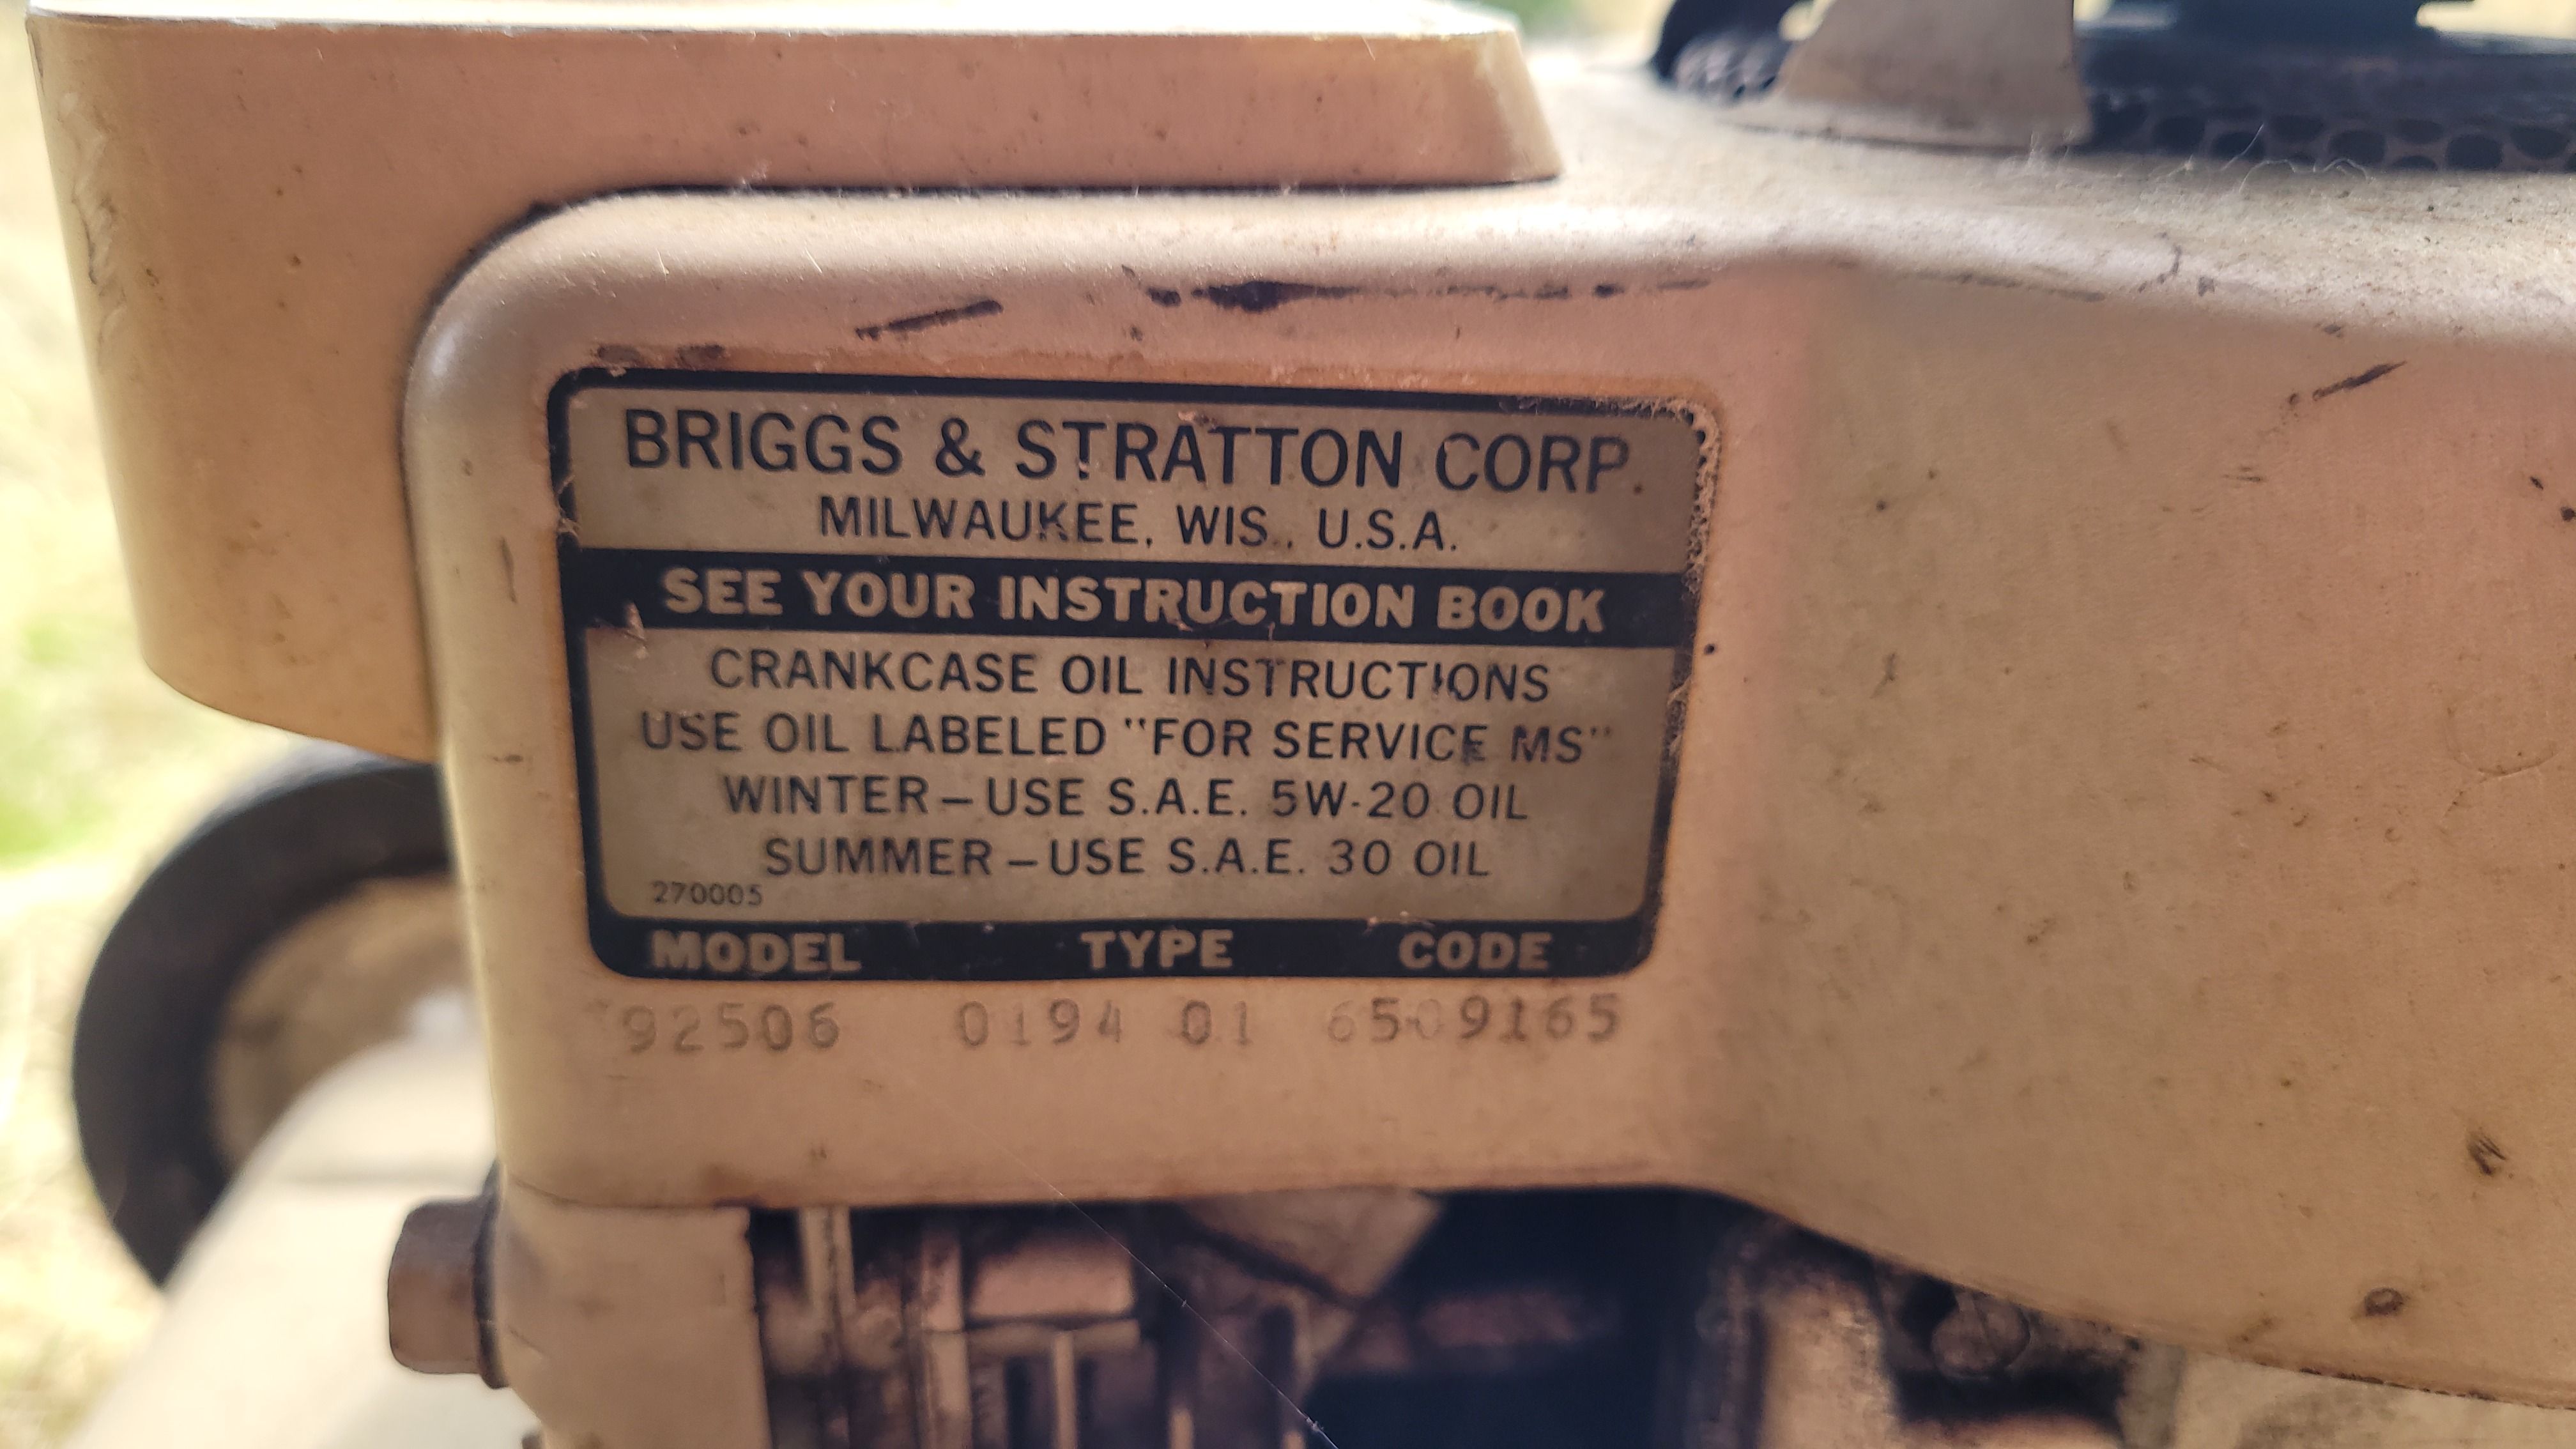 BRIGGS & STRATTON CORP.
MILWAUKEE, WIS., U.S.A.
SEE YOUR INSTRUCTION BOOK
CRANKCASE OIL INSTRUCTIONS
USE OIL LABELED "FOR SERVICE MS"
WINTER – USE S.A.E. 5W-20 OIL
SUMMER – USE S.A.E. 30 OIL
270005
MODEL TYPE CODE
92506 0194 01 6509165